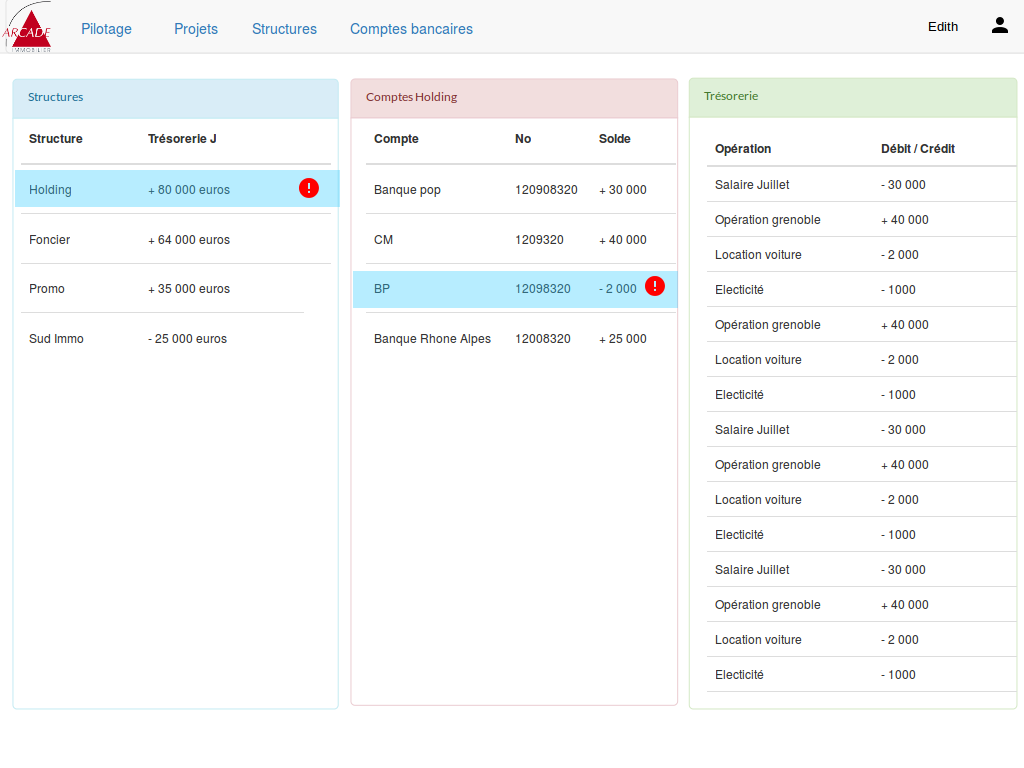 ARCADE
IMMOBILIER
Pilotage Projets Structures Comptes bancaires Edith
Structures
Structure Trésorerie J
Holding + 80 000 euros !
Foncier + 64 000 euros
Promo + 35 000 euros
Sud Immo - 25 000 euros
Comptes Holding
Compte No Solde
Banque pop 120908320 + 30 000
CM 1209320 + 40 000
BP 12098320 - 2 000 !
Banque Rhone Alpes 12008320 + 25 000
Trésorerie
Opération Débit / Crédit
Salaire Juillet - 30 000
Opération grenoble + 40 000
Location voiture - 2 000
Electicité - 1000
Opération grenoble + 40 000
Location voiture - 2 000
Electicité - 1000
Salaire Juillet - 30 000
Opération grenoble + 40 000
Location voiture - 2 000
Electicité - 1000
Salaire Juillet - 30 000
Opération grenoble + 40 000
Location voiture - 2 000
Electicité - 1000